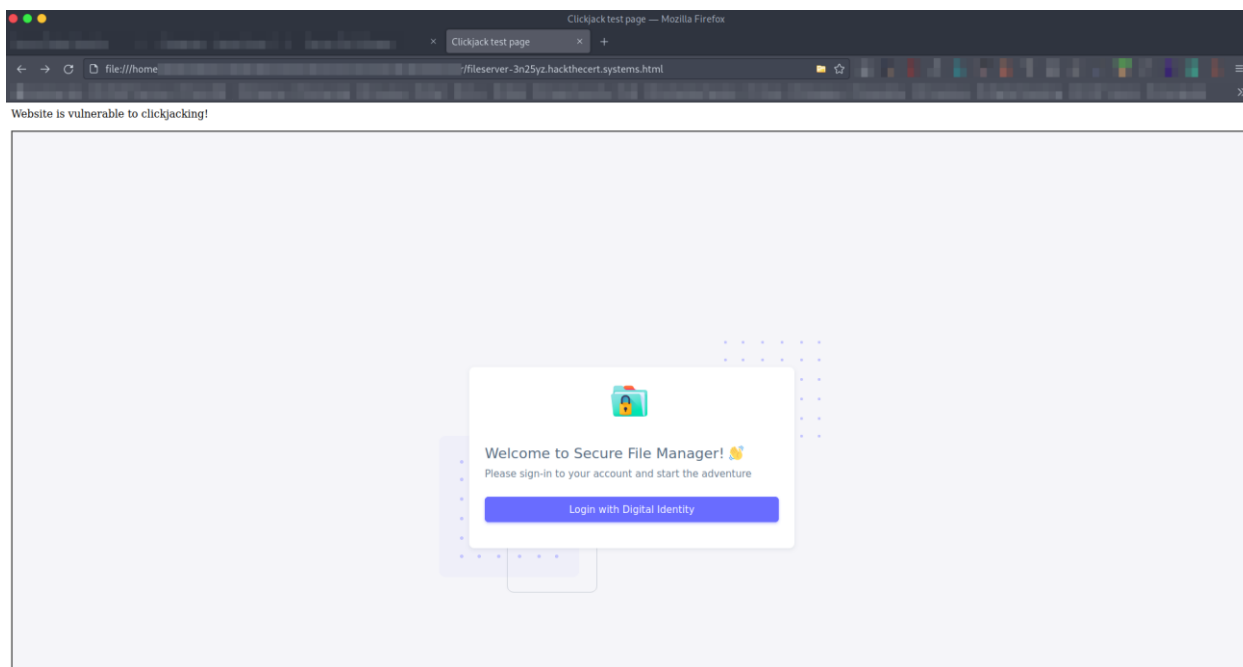 Clickjack test page — Mozilla Firefox
Clickjack test page
file:///home
r/fileserver-3n25yz.hackthecert.systems.html
Website is vulnerable to clickjacking!
Welcome to Secure File Manager!
Please sign-in to your account and start the adventure
Login with Digital Identity